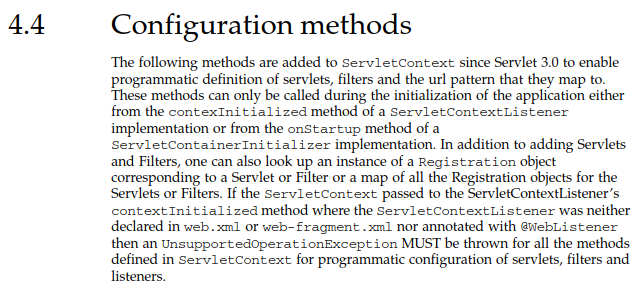 4.4 Configuration methods
The following methods are added to ServletContext since Servlet 3.0 to enable
programmatic definition of servlets, filters and the url pattern that they map to.
These methods can only be called during the initialization of the application either
from the contexInitialized method of a ServletContextListener
implementation or from the onStartup method of a
ServletContainerInitializer implementation. In addition to adding Servlets
and Filters, one can also look up an instance of a Registration object
corresponding to a Servlet or Filter or a map of all the Registration objects for the
Servlets or Filters. If the ServletContext passed to the ServletContextListener’s
contextInitialized method where the ServletContextListener was neither
declared in web.xml or web-fragment.xml nor annotated with @WebListener
then an UnsupportedOperationException MUST be thrown for all the methods
defined in ServletContext for programmatic configuration of servlets, filters and
listeners.